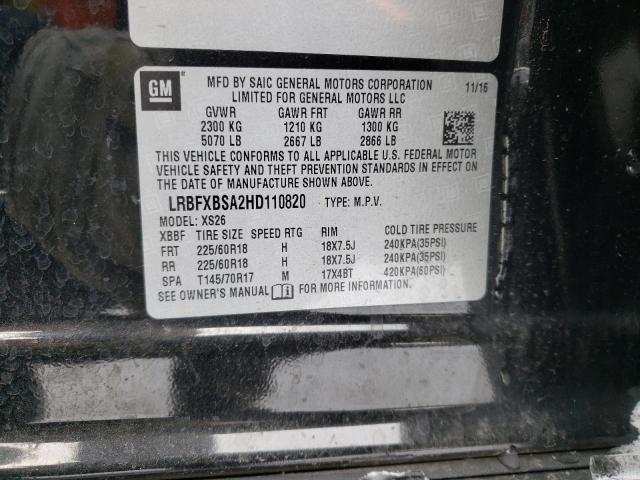 GM ®
MFD BY SAIC GENERAL MOTORS CORPORATION 11/16
LIMITED FOR GENERAL MOTORS LLC
GVWR GAWR FRT GAWR RR
2300 KG 1210 KG 1300 KG
5070 LB 2667 LB 2866 LB
THIS VEHICLE CONFORMS TO ALL APPLICABLE U.S. FEDERAL MOTOR
VEHICLE SAFETY AND THEFT PREVENTION STANDARDS IN EFFECT ON
THE DATE OF MANUFACTURE SHOWN ABOVE.
LRBFXBSA2HD110820 TYPE: M.P.V.
MODEL: XS26
XBBF TIRE SIZE SPEED RTG RIM COLD TIRE PRESSURE
FRT 225/60R18 H 18X7.5J 240KPA(35PSI)
RR 225/60R18 H 18X7.5J 240KPA(35PSI)
SPA T145/70R17 M 17X4BT 420KPA(60PSI)
SEE OWNER'S MANUAL FOR MORE INFORMATION